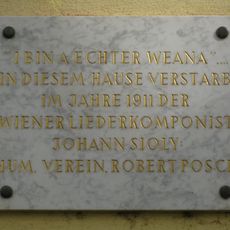 „I BIN A ECHTER WEANA"....
IN DIESEM HAUSE VERSTARB
IM JAHRE 1911 DER
WIENER LIEDERKOMPONIST
JOHANN SIOLY
HUM. VEREIN, ROBERT POSCH